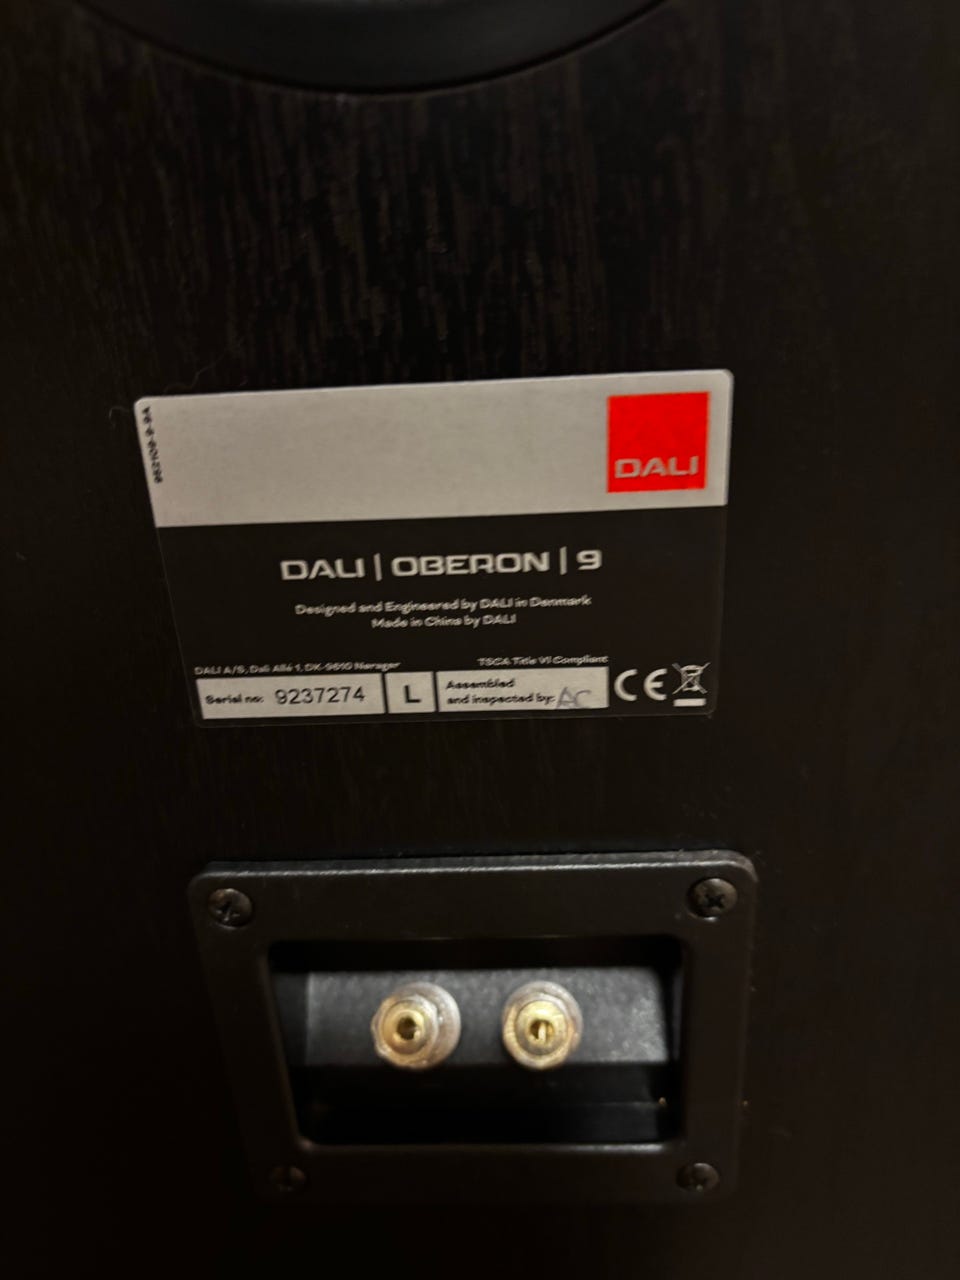 DALI
DALI | OBERON | 9
Designed and Engineered by DALI in Denmark
Made in China by DALI
DALI A/S, Dali Allé 1, DK-9610 Nørager
TSCA Title VI Compliant
Serial no: 9237274
L
Assembled
and inspected by: AC
CE